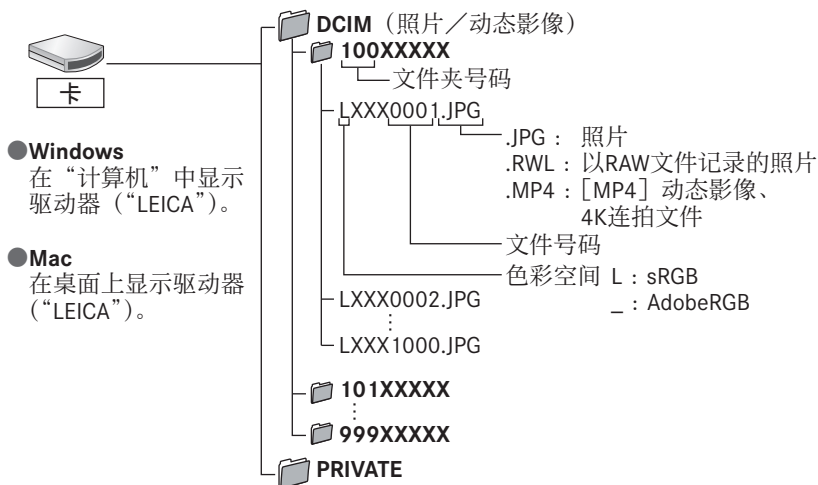 DCIM（照片／动态影像）
100XXXXX
文件夹号码
卡
LXXX0001.JPG
.JPG： 照片
.RWL：以RAW文件记录的照片
.MP4：[MP4] 动态影像、
4K连拍文件
文件号码
色彩空间 L：sRGB
_：AdobeRGB
●Windows
在“计算机”中显示
驱动器（“LEICA”）。
●Mac
在桌面上显示驱动器
（“LEICA”）。
LXXX0002.JPG
LXXX1000.JPG
101XXXXX
999XXXXX
PRIVATE